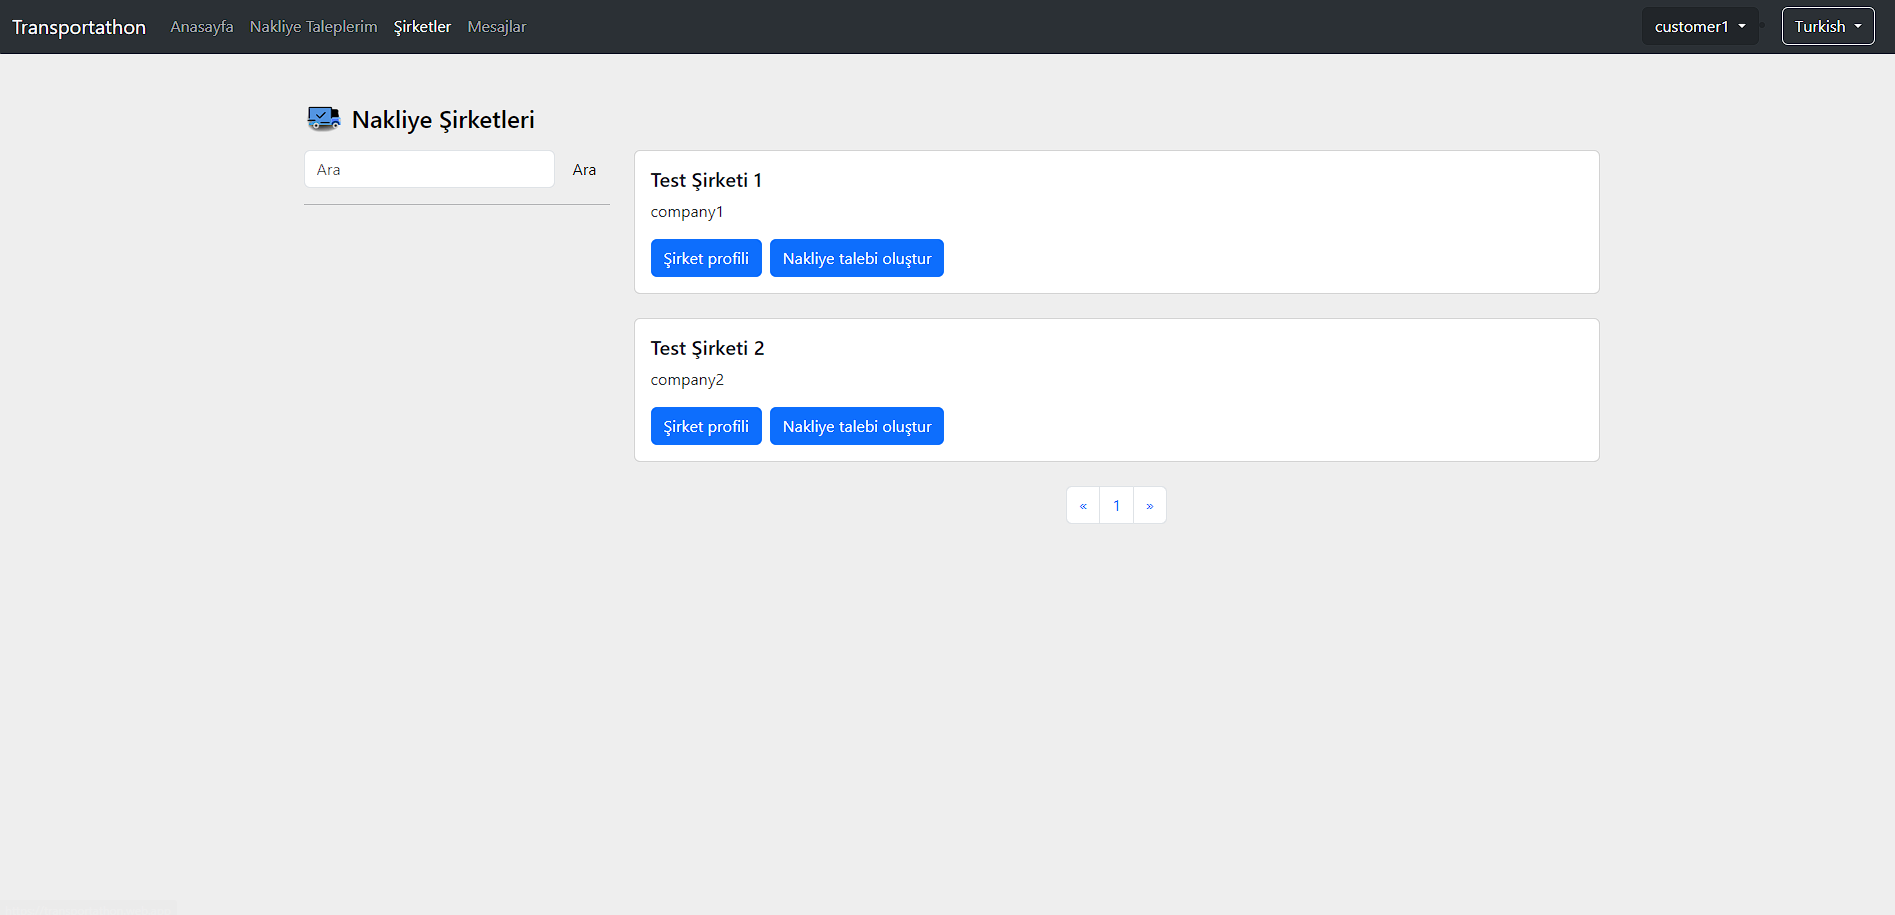 Transportathon Anasayfa Nakliye Taleplerim Şirketler Mesajlar customer1 Turkish
Nakliye Şirketleri
Ara Ara
Test Şirketi 1
company1
Şirket profili Nakliye talebi oluştur
Test Şirketi 2
company2
Şirket profili Nakliye talebi oluştur
« 1 »